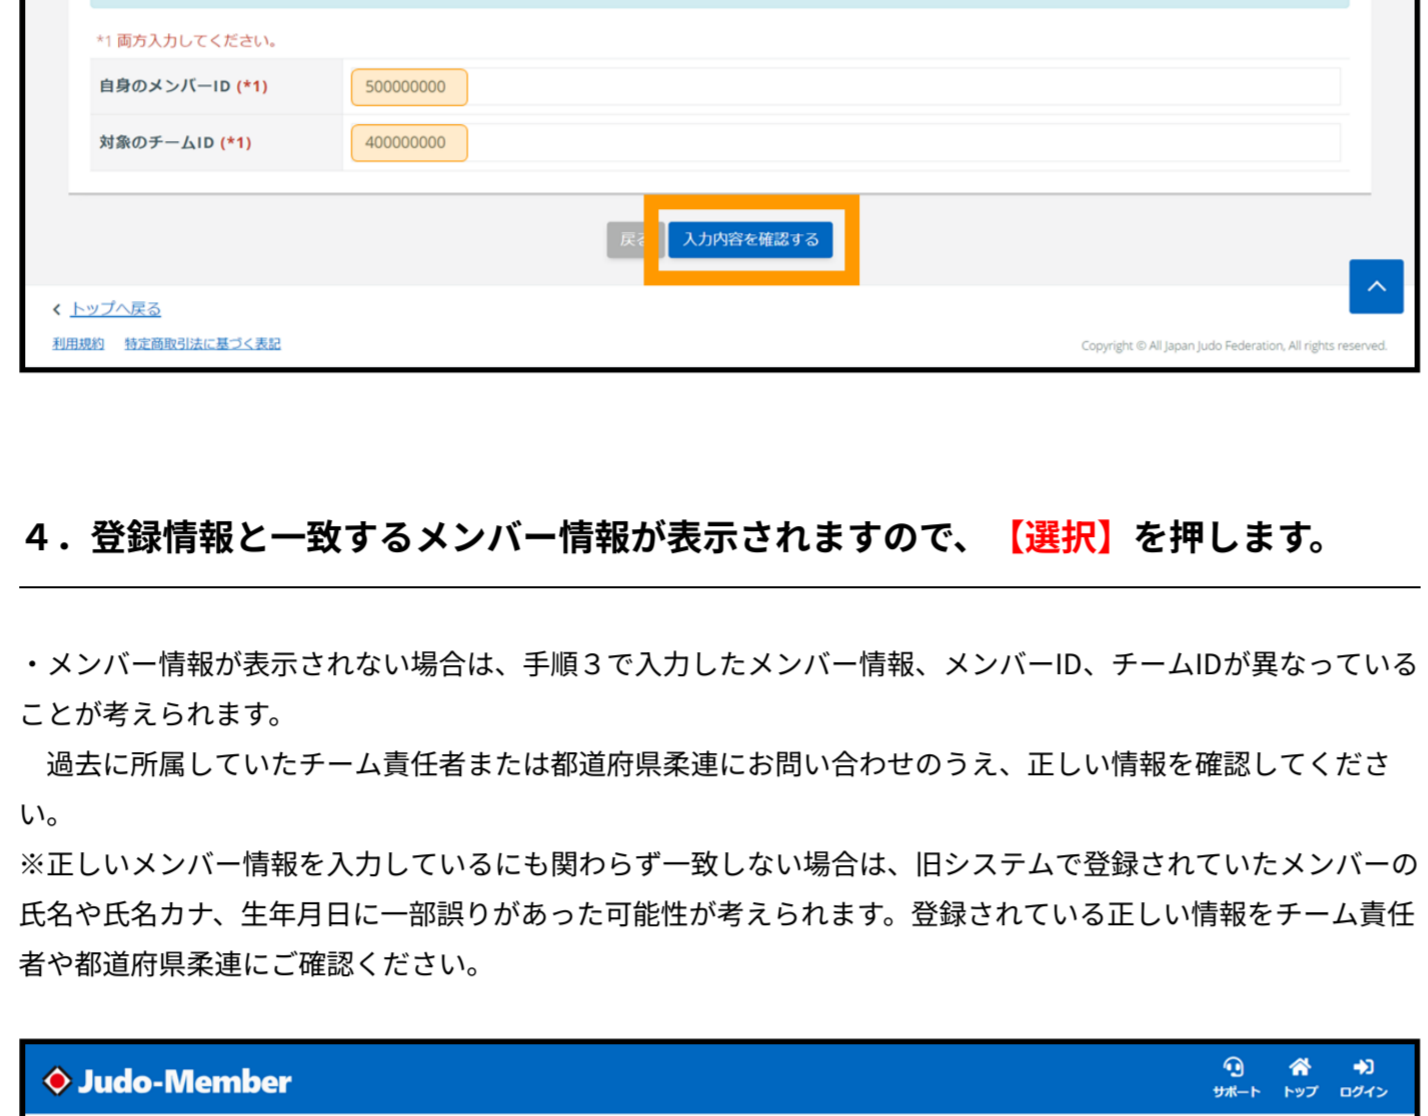 *1 両方入力してください。
自身のメンバーID (*1)
500000000
対象のチームID (*1)
400000000
戻る 入力内容を確認する
トップへ戻る
利用規約 特定商取引法に基づく表記
Copyright © All Japan Judo Federation, All rights reserved.
４．登録情報と一致するメンバー情報が表示されますので、【選択】を押します。
・メンバー情報が表示されない場合は、手順３で入力したメンバー情報、メンバーID、チームIDが異なっている
ことが考えられます。
　過去に所属していたチーム責任者または都道府県柔連にお問い合わせのうえ、正しい情報を確認してくださ
い。
※正しいメンバー情報を入力しているにも関わらず一致しない場合は、旧システムで登録されていたメンバーの
氏名や氏名カナ、生年月日に一部誤りがあった可能性が考えられます。登録されている正しい情報をチーム責任
者や都道府県柔連にご確認ください。
Judo-Member
サポート トップ ログイン